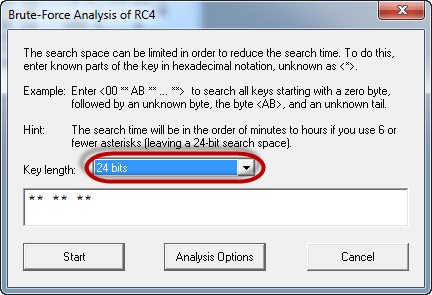 Brute-Force Analysis of RC4
The search space can be limited in order to reduce the search time. To do this,
enter known parts of the key in hexadecimal notation, unknown as <*>.
Example: Enter <00 ** AB ** ... **> to search all keys starting with a zero byte,
followed by an unknown byte, the byte <AB>, and an unknown tail.
Hint: The search time will be in the order of minutes to hours if you use 6 or
fewer asterisks (leaving a 24-bit search space).
Key length: 24 bits
** ** **
Start Analysis Options Cancel